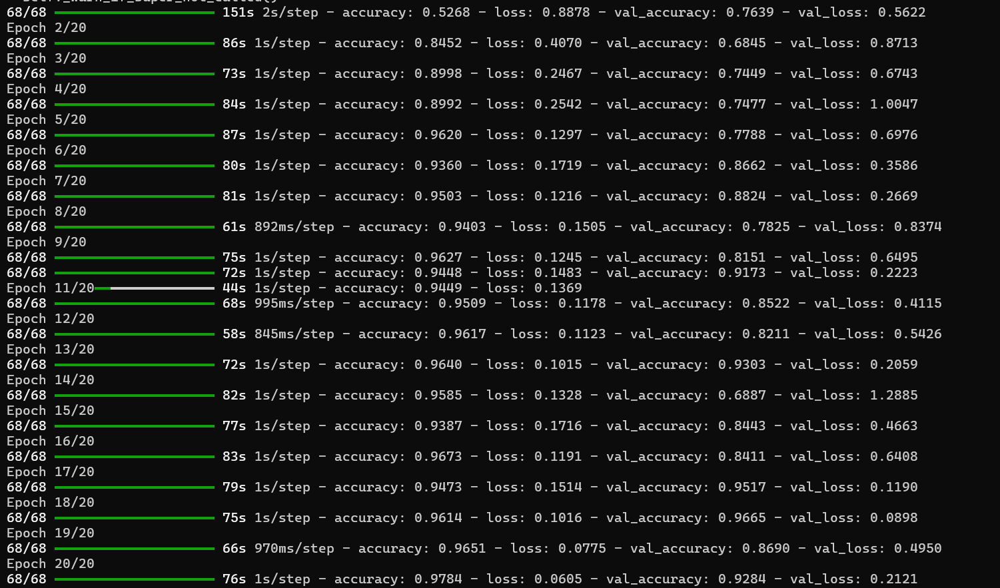 68/68 151s 2s/step - accuracy: 0.5268 - loss: 0.8878 - val_accuracy: 0.7639 - val_loss: 0.5622
Epoch 2/20
68/68 86s 1s/step - accuracy: 0.8452 - loss: 0.4070 - val_accuracy: 0.6845 - val_loss: 0.8713
Epoch 3/20
68/68 73s 1s/step - accuracy: 0.8998 - loss: 0.2467 - val_accuracy: 0.7449 - val_loss: 0.6743
Epoch 4/20
68/68 84s 1s/step - accuracy: 0.8992 - loss: 0.2542 - val_accuracy: 0.7477 - val_loss: 1.0047
Epoch 5/20
68/68 87s 1s/step - accuracy: 0.9620 - loss: 0.1297 - val_accuracy: 0.7788 - val_loss: 0.6976
Epoch 6/20
68/68 80s 1s/step - accuracy: 0.9360 - loss: 0.1719 - val_accuracy: 0.8662 - val_loss: 0.3586
Epoch 7/20
68/68 81s 1s/step - accuracy: 0.9503 - loss: 0.1216 - val_accuracy: 0.8824 - val_loss: 0.2669
Epoch 8/20
68/68 61s 892ms/step - accuracy: 0.9403 - loss: 0.1505 - val_accuracy: 0.7825 - val_loss: 0.8374
Epoch 9/20
68/68 75s 1s/step - accuracy: 0.9627 - loss: 0.1245 - val_accuracy: 0.8151 - val_loss: 0.6495
68/68 72s 1s/step - accuracy: 0.9448 - loss: 0.1483 - val_accuracy: 0.9173 - val_loss: 0.2223
Epoch 11/20 44s 1s/step - accuracy: 0.9449 - loss: 0.1369
68/68 68s 995ms/step - accuracy: 0.9509 - loss: 0.1178 - val_accuracy: 0.8522 - val_loss: 0.4115
Epoch 12/20
68/68 58s 845ms/step - accuracy: 0.9617 - loss: 0.1123 - val_accuracy: 0.8211 - val_loss: 0.5426
Epoch 13/20
68/68 72s 1s/step - accuracy: 0.9640 - loss: 0.1015 - val_accuracy: 0.9303 - val_loss: 0.2059
Epoch 14/20
68/68 82s 1s/step - accuracy: 0.9585 - loss: 0.1328 - val_accuracy: 0.6887 - val_loss: 1.2885
Epoch 15/20
68/68 77s 1s/step - accuracy: 0.9387 - loss: 0.1716 - val_accuracy: 0.8443 - val_loss: 0.4663
Epoch 16/20
68/68 83s 1s/step - accuracy: 0.9673 - loss: 0.1191 - val_accuracy: 0.8411 - val_loss: 0.6408
Epoch 17/20
68/68 79s 1s/step - accuracy: 0.9473 - loss: 0.1514 - val_accuracy: 0.9517 - val_loss: 0.1190
Epoch 18/20
68/68 75s 1s/step - accuracy: 0.9614 - loss: 0.1016 - val_accuracy: 0.9665 - val_loss: 0.0898
Epoch 19/20
68/68 66s 970ms/step - accuracy: 0.9651 - loss: 0.0775 - val_accuracy: 0.8690 - val_loss: 0.4950
Epoch 20/20
68/68 76s 1s/step - accuracy: 0.9784 - loss: 0.0605 - val_accuracy: 0.9284 - val_loss: 0.2121